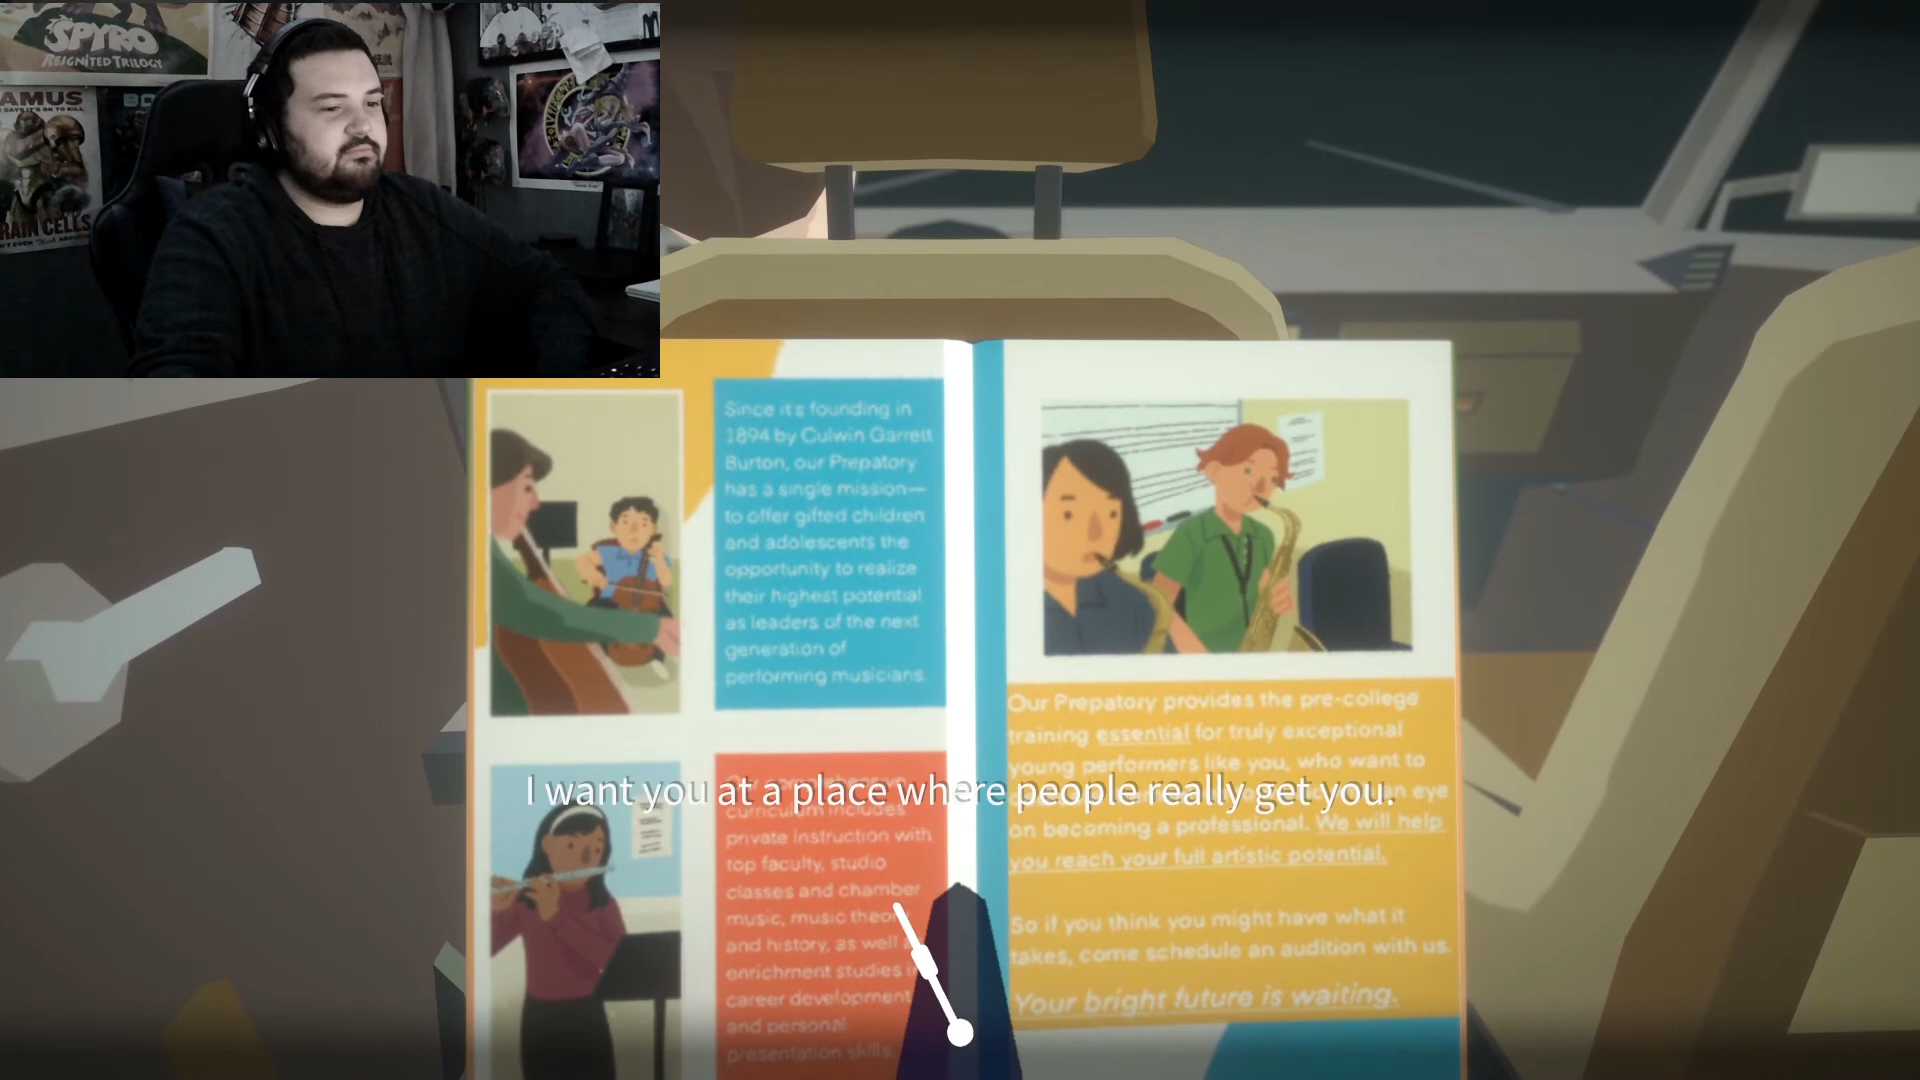 SPYRO
REIGNITED TRILOGY
AMUS
BO
RAIN CELLS
Since it's founding in
1894 by Culwin Garrett
Burton, our Prepatory
has a single mission—
to offer gifted children
and adolescents the
opportunity to realize
their highest potential
as leaders of the next
generation of
performing musicians.
curriculum includes
private instruction with
top faculty, studio
classes and chamber
music, music theor
and history, as well a
enrichment studies i
career development
and personal
presentation skills.
Our Prepatory provides the pre-college
training essential for truly exceptional
young performers like you, who want to
an eye
on becoming a professional. We will help
you reach your full artistic potential.
So if you think you might have what it
takes, come schedule an audition with us.
Your bright future is waiting.
I want you at a place where people really get you.